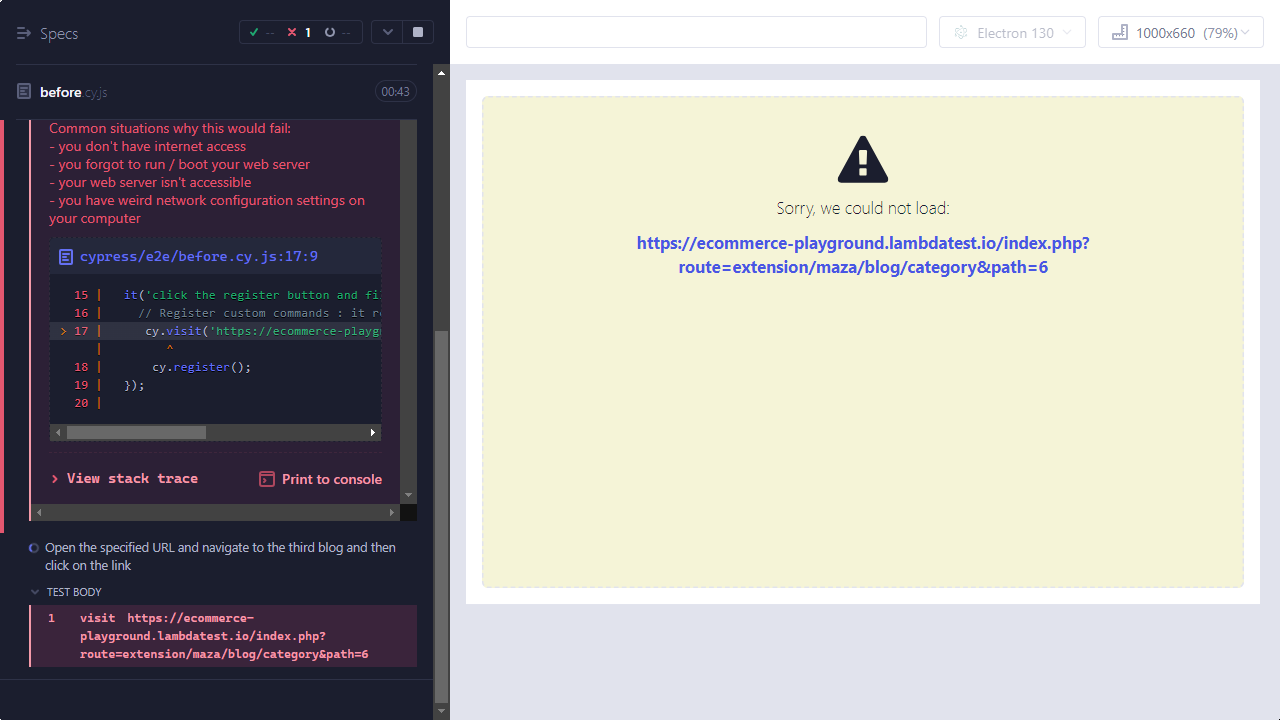 Specs
-- 1 --
Electron 130
1000x660 (79%)
before.cy.js
00:43
Common situations why this would fail:
- you don't have internet access
- you forgot to run / boot your web server
- your web server isn't accessible
- you have weird network configuration settings on
your computer
cypress/e2e/before.cy.js:17:9
15 | it('click the register button and fi
16 | // Register custom commands : it r
> 17 | cy.visit('https://ecommerce-playg
| ^
18 | cy.register();
19 | });
20 |
> View stack trace
Print to console
Open the specified URL and navigate to the third blog and then
click on the link
TEST BODY
1 visit https://ecommerce-
playground.lambdatest.io/index.php?
route=extension/maza/blog/category&path=6
Sorry, we could not load:
https://ecommerce-playground.lambdatest.io/index.php?
route=extension/maza/blog/category&path=6